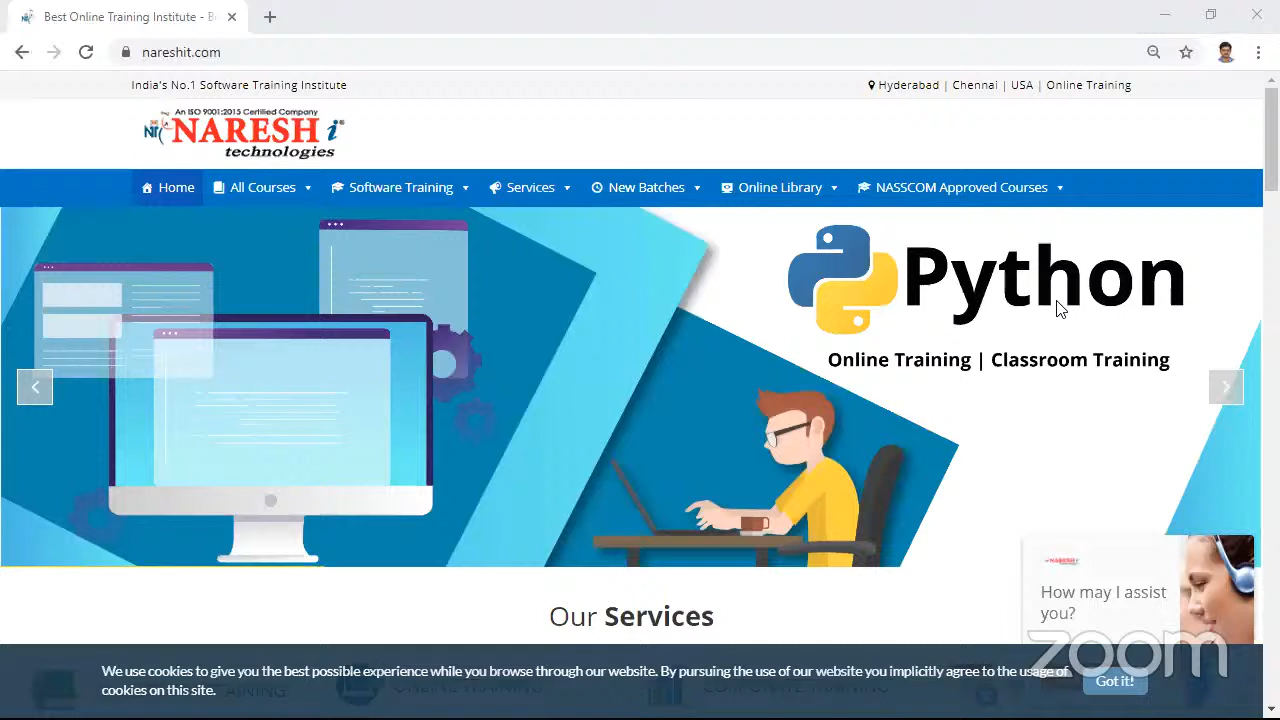 Best Online Training Institute - B
nareshit.com
India's No.1 Software Training Institute
Hyderabad | Chennai | USA | Online Training
An ISO 9001:2015 Certified Company
NARESH i
technologies
Home
All Courses
Software Training
Services
New Batches
Online Library
NASSCOM Approved Courses
Python
Online Training | Classroom Training
NARESH i
How may I assist
you?
Our Services
zoom
We use cookies to give you the best possible experience while you browse through our website. By pursuing the use of our website you implicitly agree to the usage of
cookies on this site.
Got it!
TRAINING